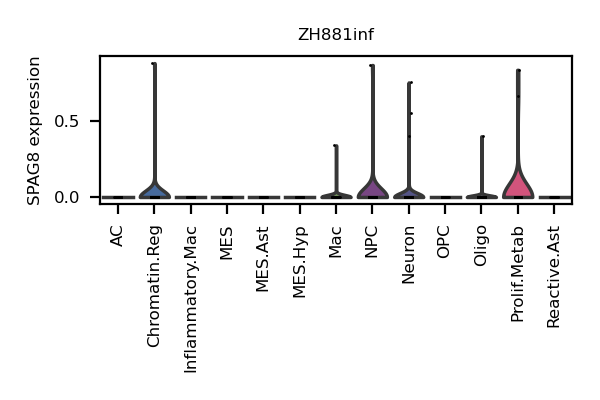 ZH881inf
SPAG8 expression
0.5
0.0
AC
Chromatin.Reg
Inflammatory.Mac
MES
MES.Ast
MES.Hyp
Mac
NPC
Neuron
OPC
Oligo
Prolif.Metab
Reactive.Ast